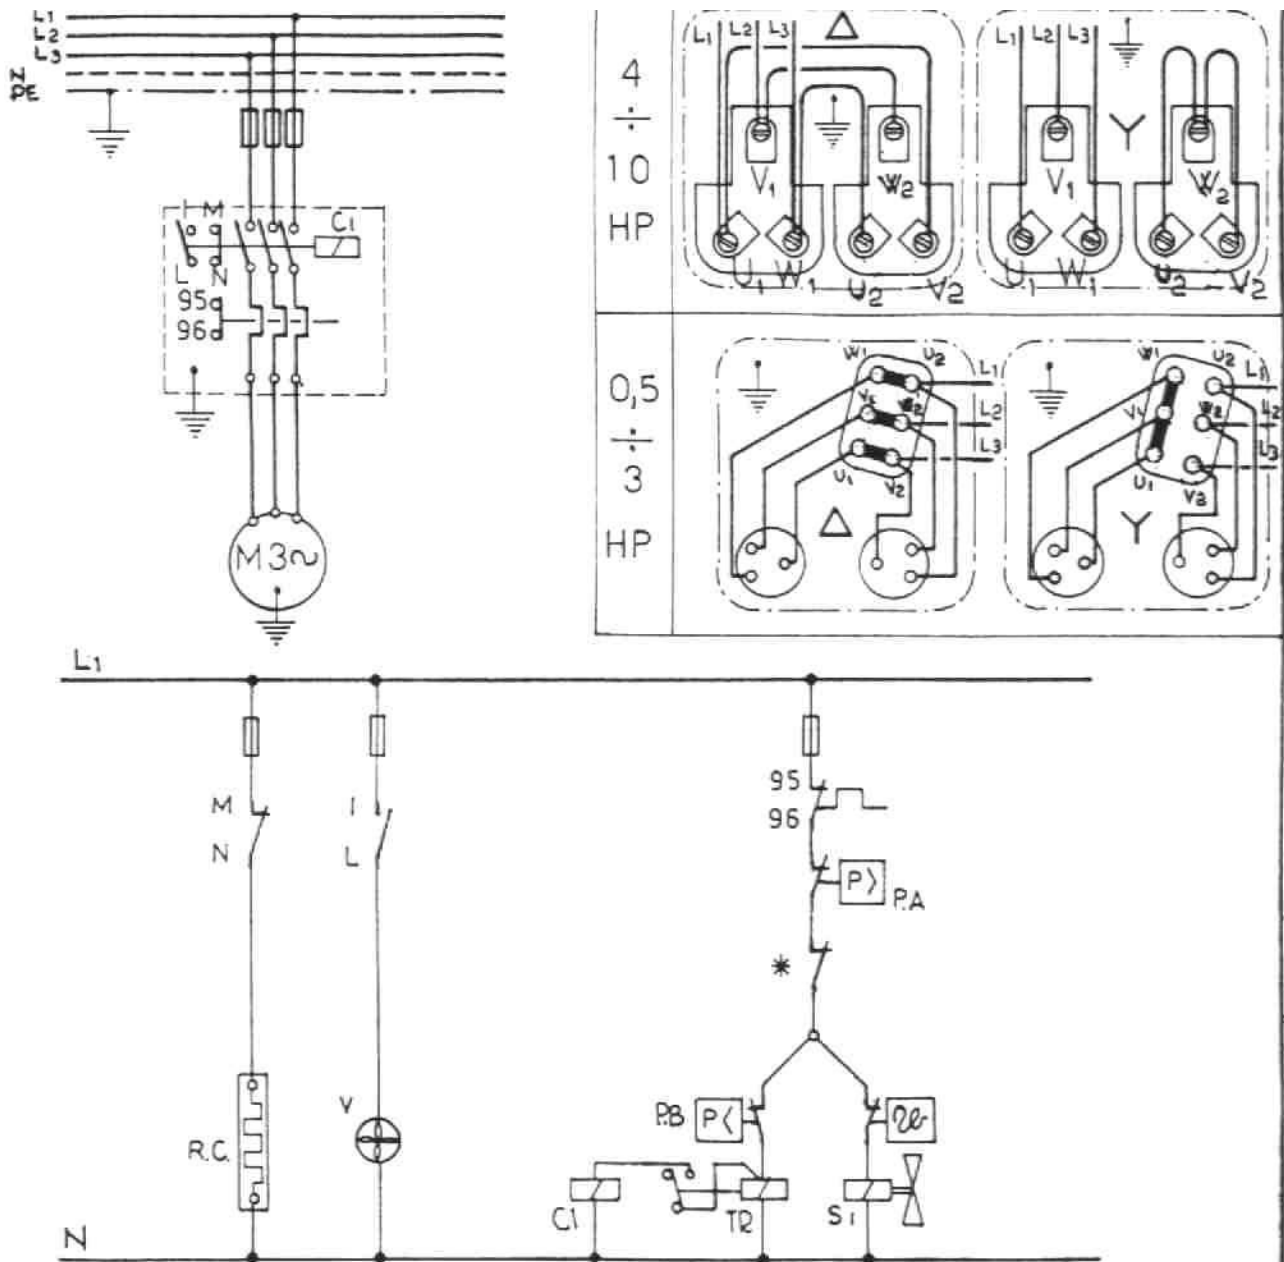 L1
L2
L3
N
PE
I M
C1
L N
95
96
M3~
4
÷
10
HP
L1 L2 L3 Δ
V1 W2
U1 W1 U2 V2
L1 L2 L3
Y
V1 W2
U1 W1 U2 V2
0,5
÷
3
HP
W1 U2
L1
V1 W2
L2
L3
U1 V2
Δ
W1 U2
L1
V1 W2
L2
L3
U1 V2
Y
L1
M I
N L
95
96
P>
P.A
*
R.C.
V
P.B P<
C1 TR S1
N